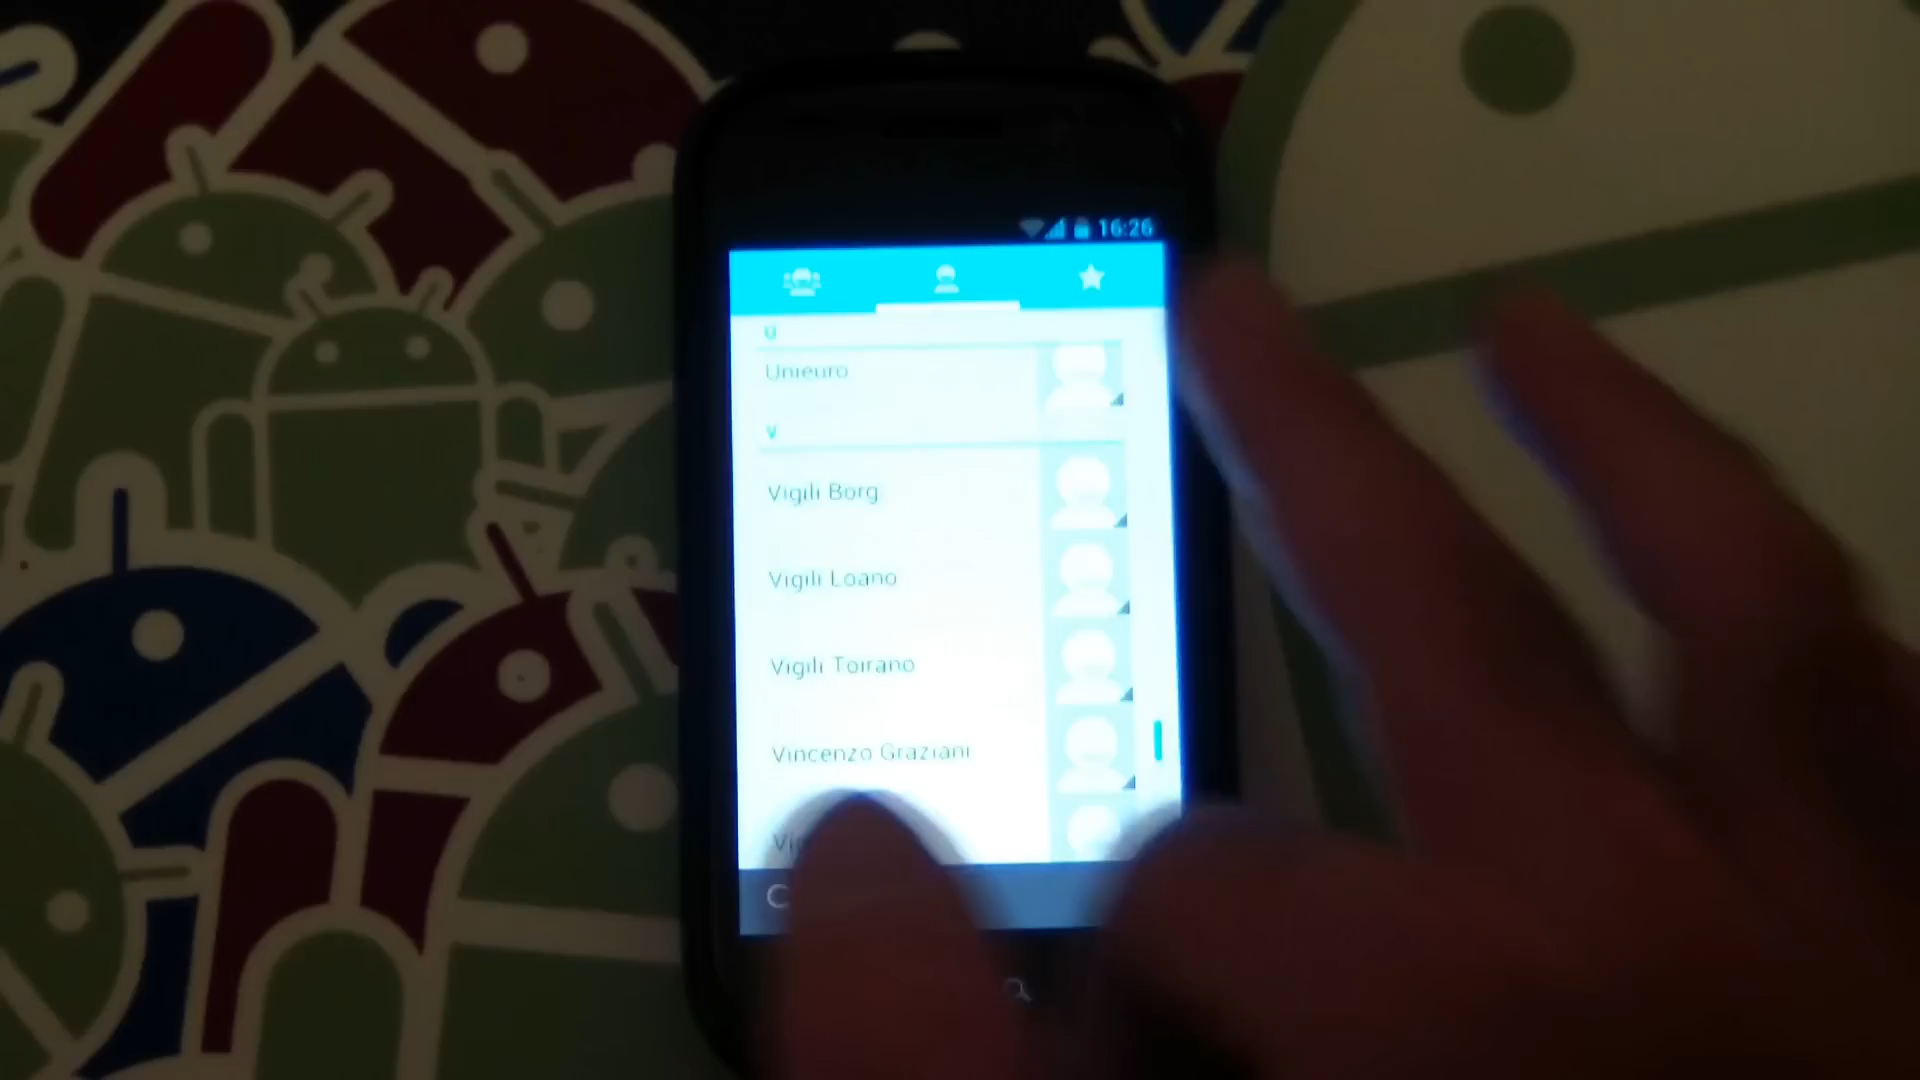 16:26
U
Unieuro
V
Vigili Borg
Vigili Loano
Vigili Toirano
Vincenzo Graziani